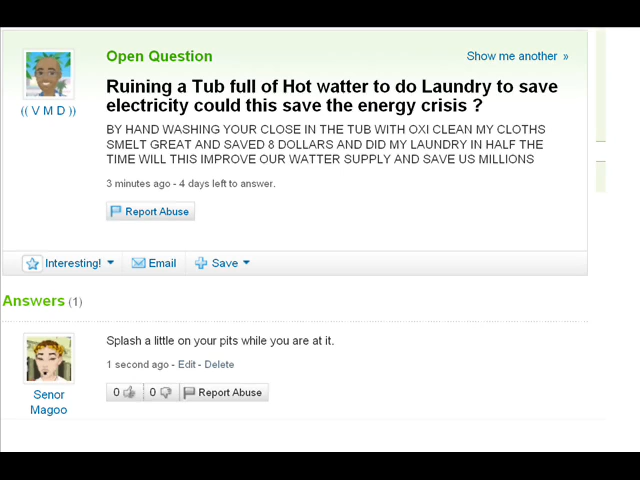 Open Question
Show me another »
Ruining a Tub full of Hot watter to do Laundry to save
electricity could this save the energy crisis ?
(( V M D ))
BY HAND WASHING YOUR CLOSE IN THE TUB WITH OXI CLEAN MY CLOTHS
SMELT GREAT AND SAVED 8 DOLLARS AND DID MY LAUNDRY IN HALF THE
TIME WILL THIS IMPROVE OUR WATTER SUPPLY AND SAVE US MILLIONS
3 minutes ago - 4 days left to answer.
Report Abuse
Interesting! Email Save
Answers (1)
Splash a little on your pits while you are at it.
1 second ago - Edit - Delete
0 0 Report Abuse
Senor
Magoo